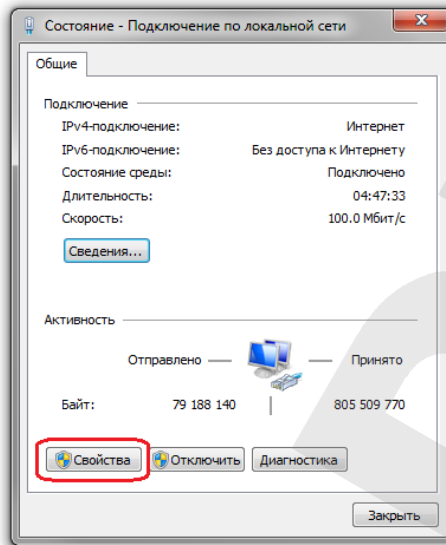 Состояние - Подключение по локальной сети
Общие
Подключение
IPv4-подключение: Интернет
IPv6-подключение: Без доступа к Интернету
Состояние среды: Подключено
Длительность: 04:47:33
Скорость: 100.0 Мбит/с
Сведения...
Активность
Отправлено — — Принято
Байт: 79 188 140 | 805 509 770
Свойства Отключить Диагностика
Закрыть